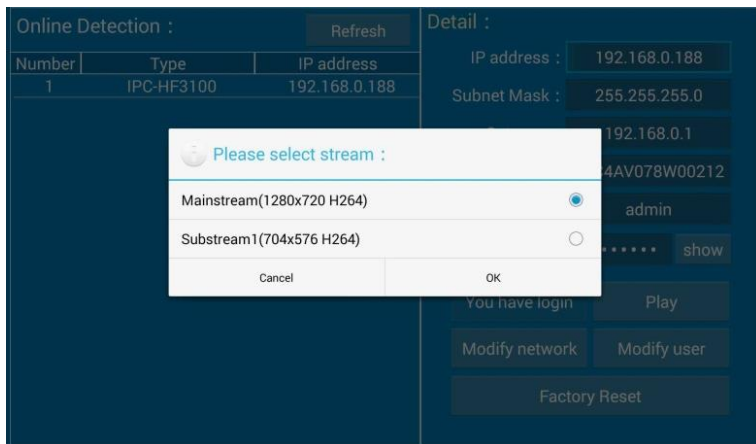 Online Detection :
Refresh
Number Type IP address
1 IPC-HF3100 192.168.0.188
Detail :
IP address : 192.168.0.188
Subnet Mask : 255.255.255.0
192.168.0.1
4AV078W00212
admin
•••••• show
You have login Play
Modify network Modify user
Factory Reset
Please select stream :
Mainstream(1280x720 H264)
Substream1(704x576 H264)
Cancel OK